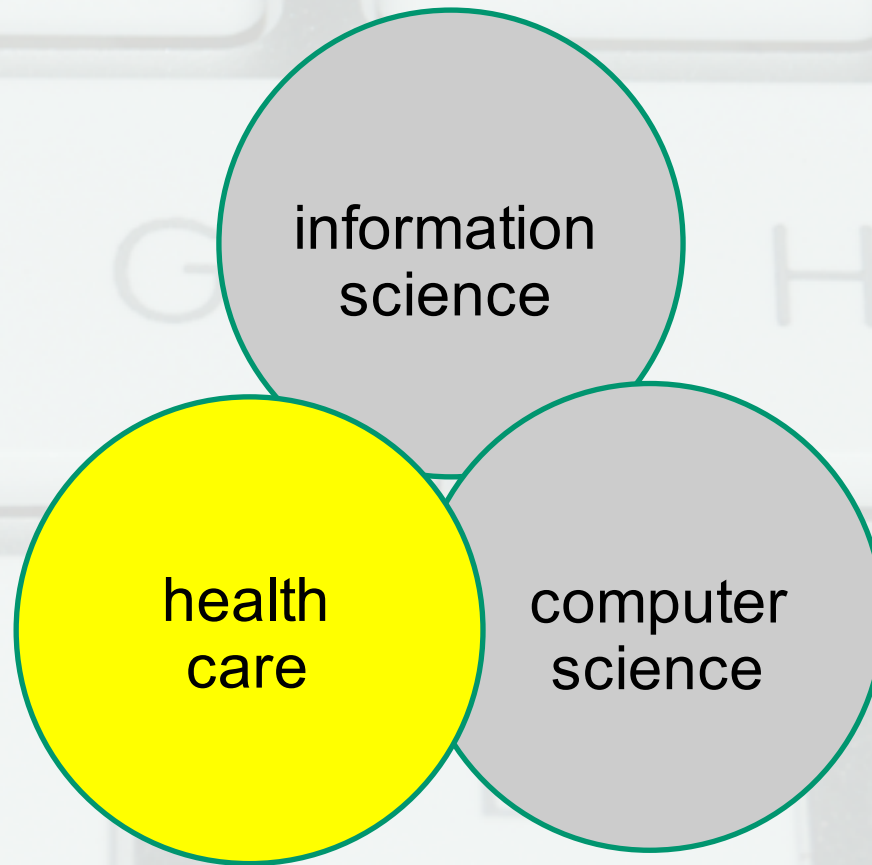 information
science
G
H
health
care
computer
science